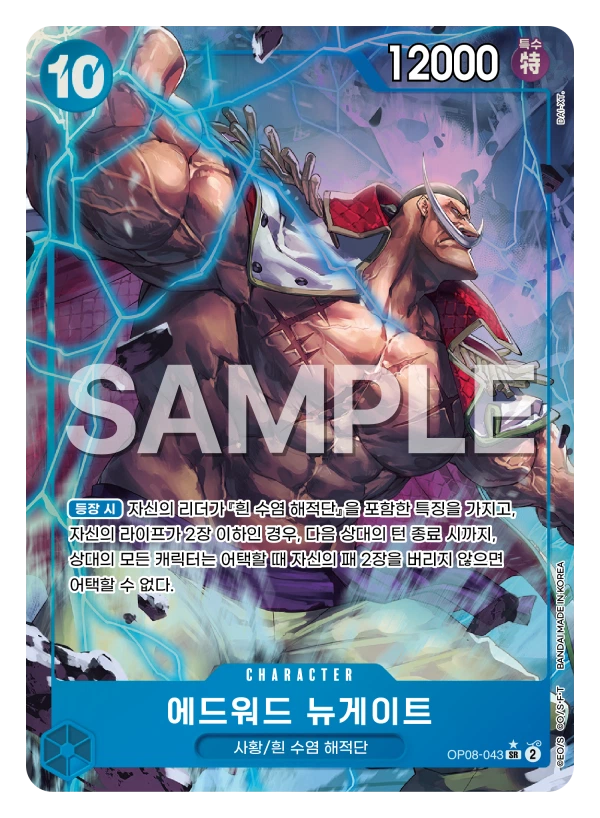 10
12000
특수
特
DAI-XT.
SAMPLE
등장 시 자신의 리더가 『흰 수염 해적단』을 포함한 특징을 가지고,
자신의 라이프가 2장 이하인 경우, 다음 상대의 턴 종료 시까지,
상대의 모든 캐릭터는 어택할 때 자신의 패 2장을 버리지 않으면
어택할 수 없다.
CHARACTER
에드워드 뉴게이트
사황/흰 수염 해적단
OP08-043 SR 2
©EO/S ©O/S·F·T BANDAI MADE IN KOREA